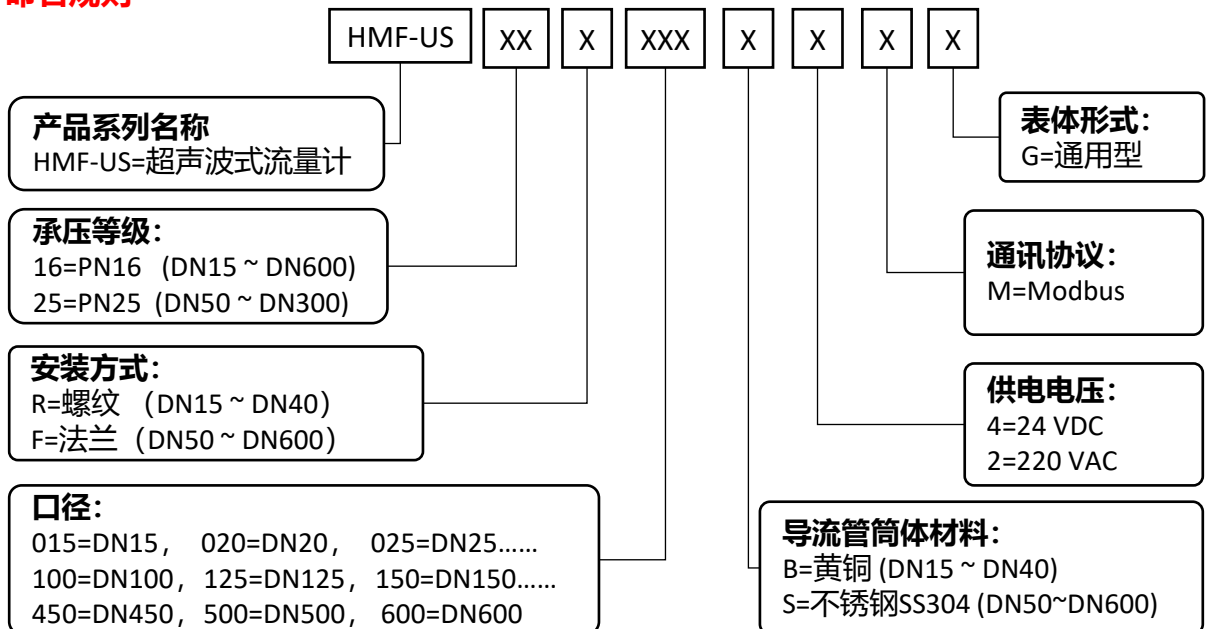 命名规则
HMF-US XX X XXX X X X X
产品系列名称
HMF-US=超声波式流量计
表体形式：
G=通用型
承压等级：
16=PN16 (DN15 ~ DN600)
25=PN25 (DN50 ~ DN300)
通讯协议：
M=Modbus
安装方式：
R=螺纹 （DN15 ~ DN40）
F=法兰（DN50 ~ DN600）
供电电压：
4=24 VDC
2=220 VAC
口径：
015=DN15， 020=DN20， 025=DN25......
100=DN100，125=DN125，150=DN150......
450=DN450，500=DN500， 600=DN600
导流管筒体材料：
B=黄铜 (DN15 ~ DN40)
S=不锈钢SS304 (DN50~DN600)